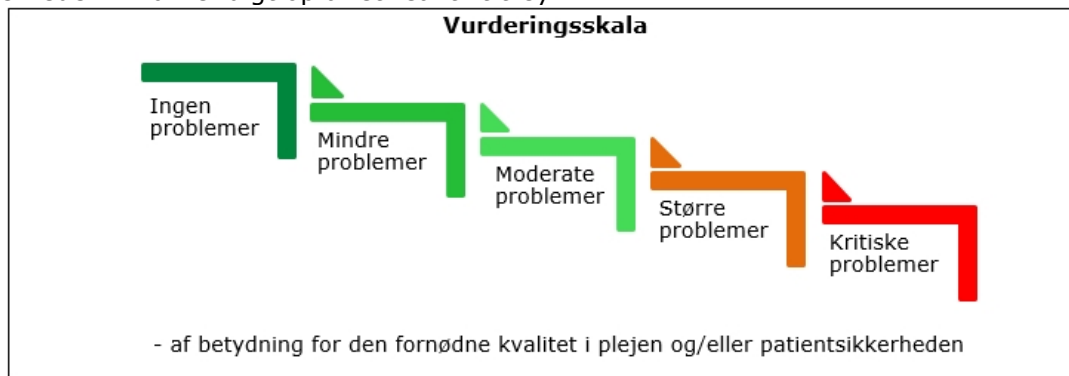 Vurderingsskala
Ingen
problemer
Mindre
problemer
Moderate
problemer
Større
problemer
Kritiske
problemer
- af betydning for den fornødne kvalitet i plejen og/eller patientsikkerheden